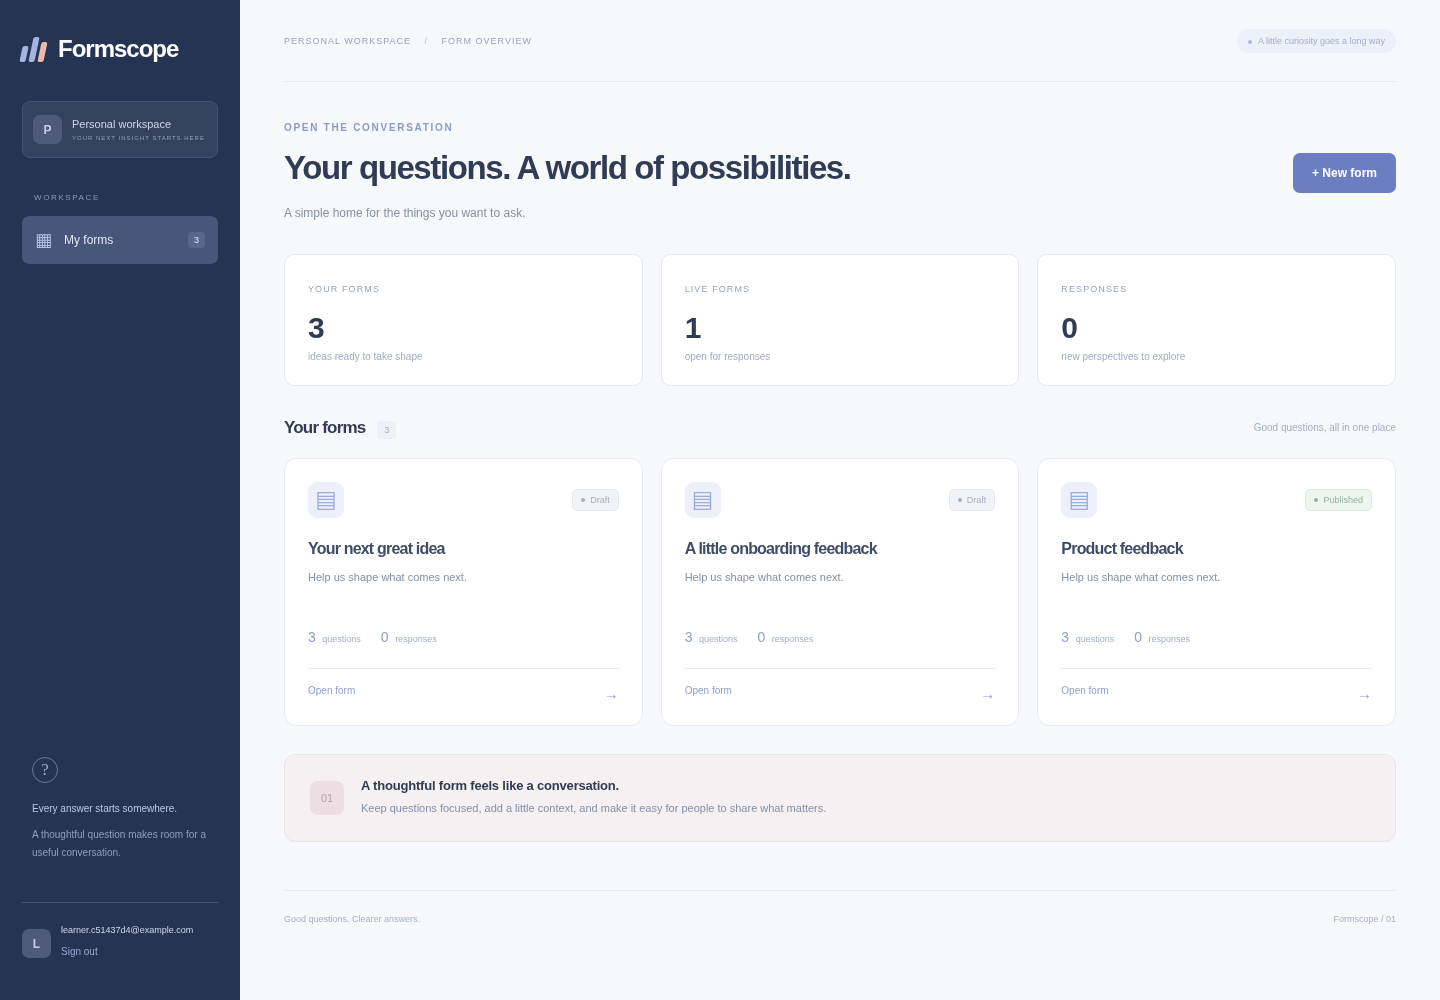 Formscope
P
Personal workspace
YOUR NEXT INSIGHT STARTS HERE
WORKSPACE
My forms
3
?
Every answer starts somewhere.
A thoughtful question makes room for a
useful conversation.
L
learner.c51437d4@example.com
Sign out
PERSONAL WORKSPACE / FORM OVERVIEW
A little curiosity goes a long way
OPEN THE CONVERSATION
Your questions. A world of possibilities.
A simple home for the things you want to ask.
+ New form
YOUR FORMS
3
ideas ready to take shape
LIVE FORMS
1
open for responses
RESPONSES
0
new perspectives to explore
Your forms 3
Good questions, all in one place
Draft
Your next great idea
Help us shape what comes next.
3 questions 0 responses
Open form →
Draft
A little onboarding feedback
Help us shape what comes next.
3 questions 0 responses
Open form →
Published
Product feedback
Help us shape what comes next.
3 questions 0 responses
Open form →
01
A thoughtful form feels like a conversation.
Keep questions focused, add a little context, and make it easy for people to share what matters.
Good questions. Clearer answers.
Formscope / 01